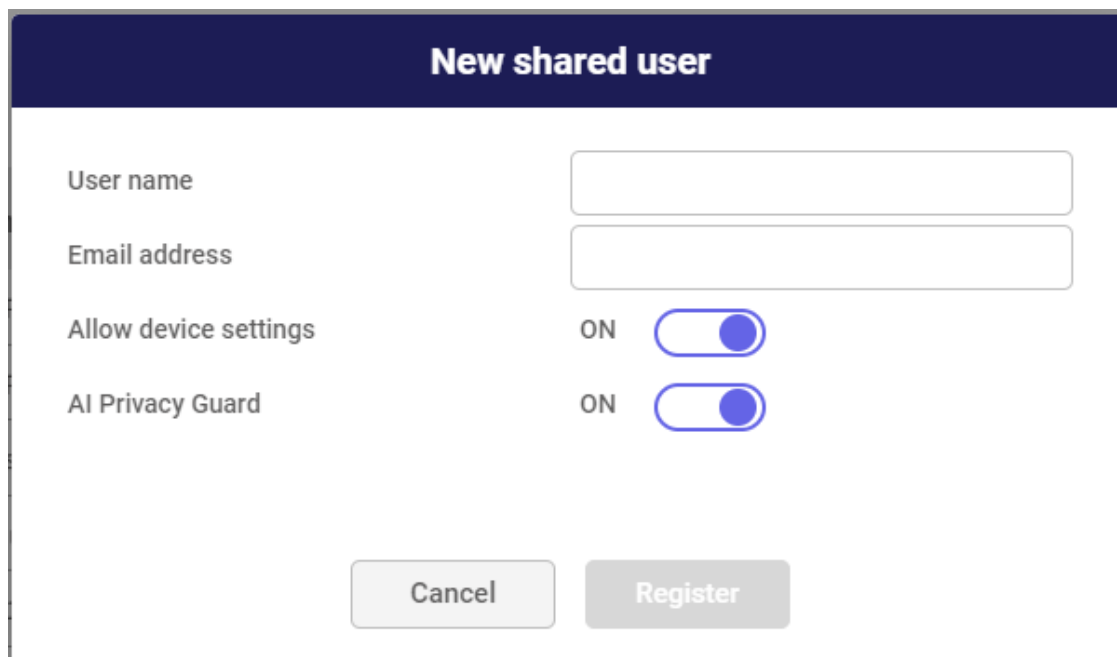 New shared user
User name
Email address
Allow device settings ON
AI Privacy Guard ON
Cancel Register